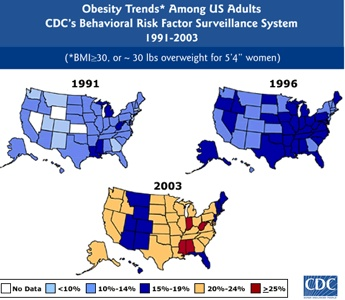 Obesity Trends* Among US Adults
CDC's Behavioral Risk Factor Surveillance System
1991-2003
(*BMI≥30, or ~ 30 lbs overweight for 5'4" women)
1991
1996
2003
No Data <10% 10%-14% 15%-19% 20%-24% ≥25%
CDC